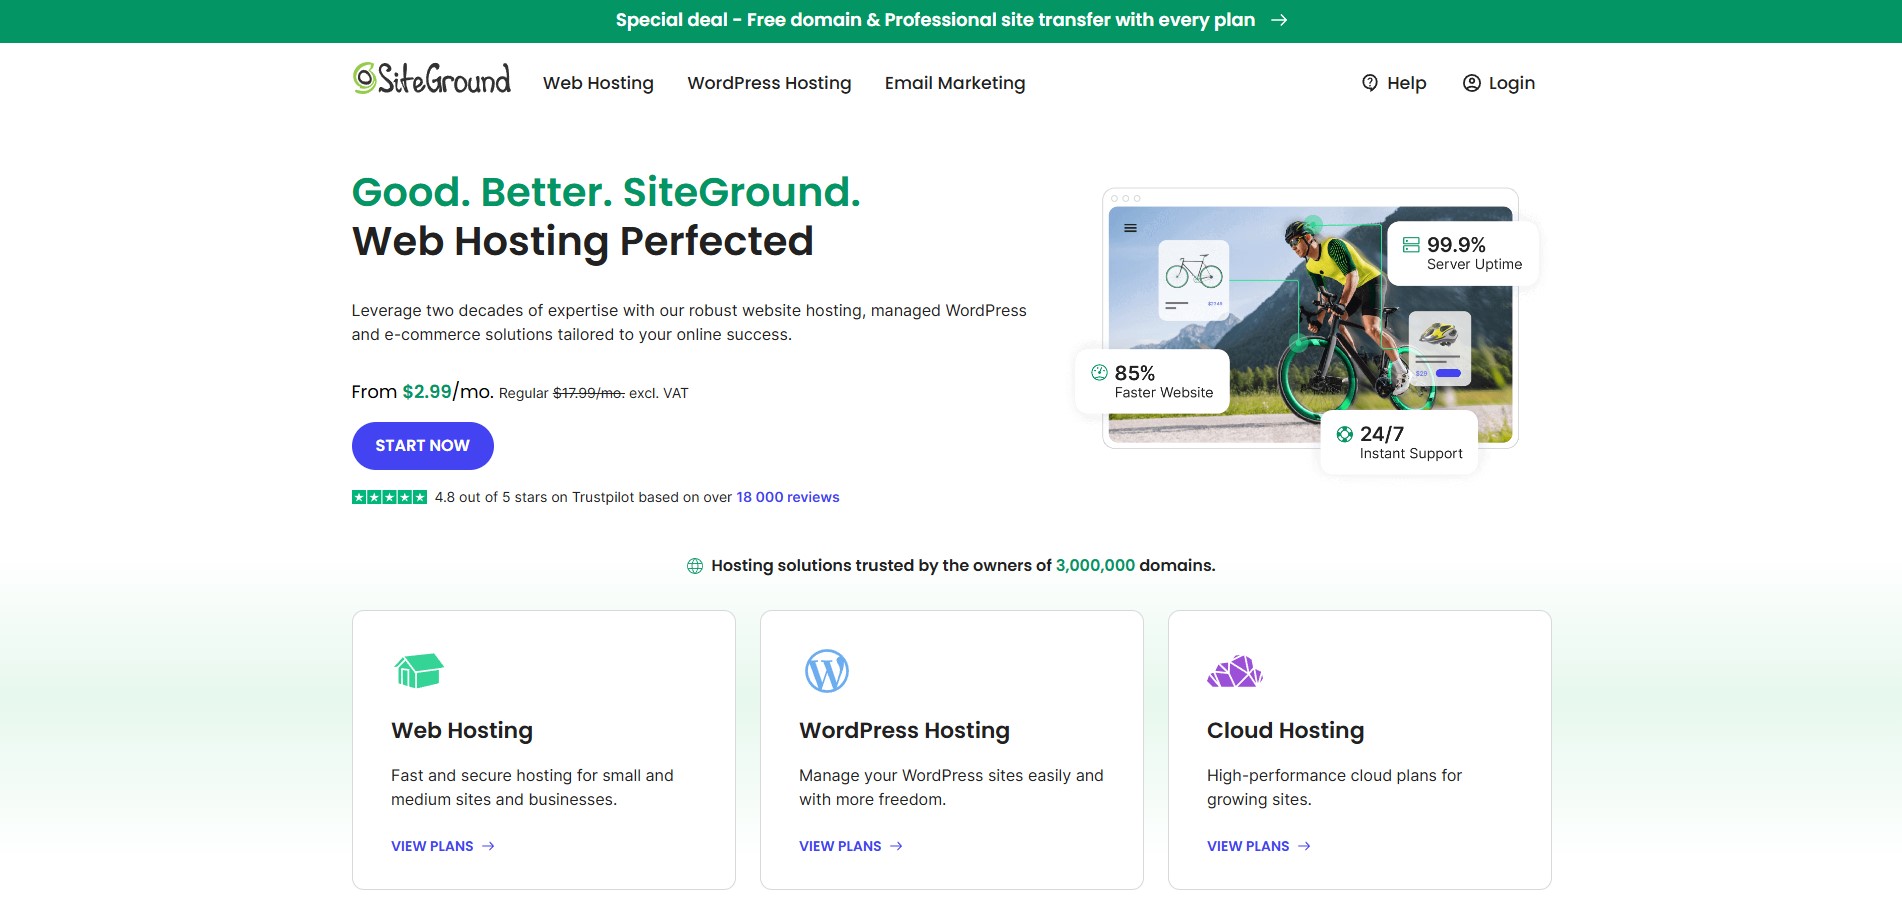 Special deal - Free domain & Professional site transfer with every plan →
SiteGround
Web Hosting
WordPress Hosting
Email Marketing
Help
Login
Good. Better. SiteGround.
Web Hosting Perfected
Leverage two decades of expertise with our robust website hosting, managed WordPress
and e-commerce solutions tailored to your online success.
From $2.99/mo. Regular $17.99/mo. excl. VAT
START NOW
4.8 out of 5 stars on Trustpilot based on over 18 000 reviews
99.9%
Server Uptime
85%
Faster Website
$29
24/7
Instant Support
Hosting solutions trusted by the owners of 3,000,000 domains.
Web Hosting
Fast and secure hosting for small and
medium sites and businesses.
VIEW PLANS →
WordPress Hosting
Manage your WordPress sites easily and
with more freedom.
VIEW PLANS →
Cloud Hosting
High-performance cloud plans for
growing sites.
VIEW PLANS →